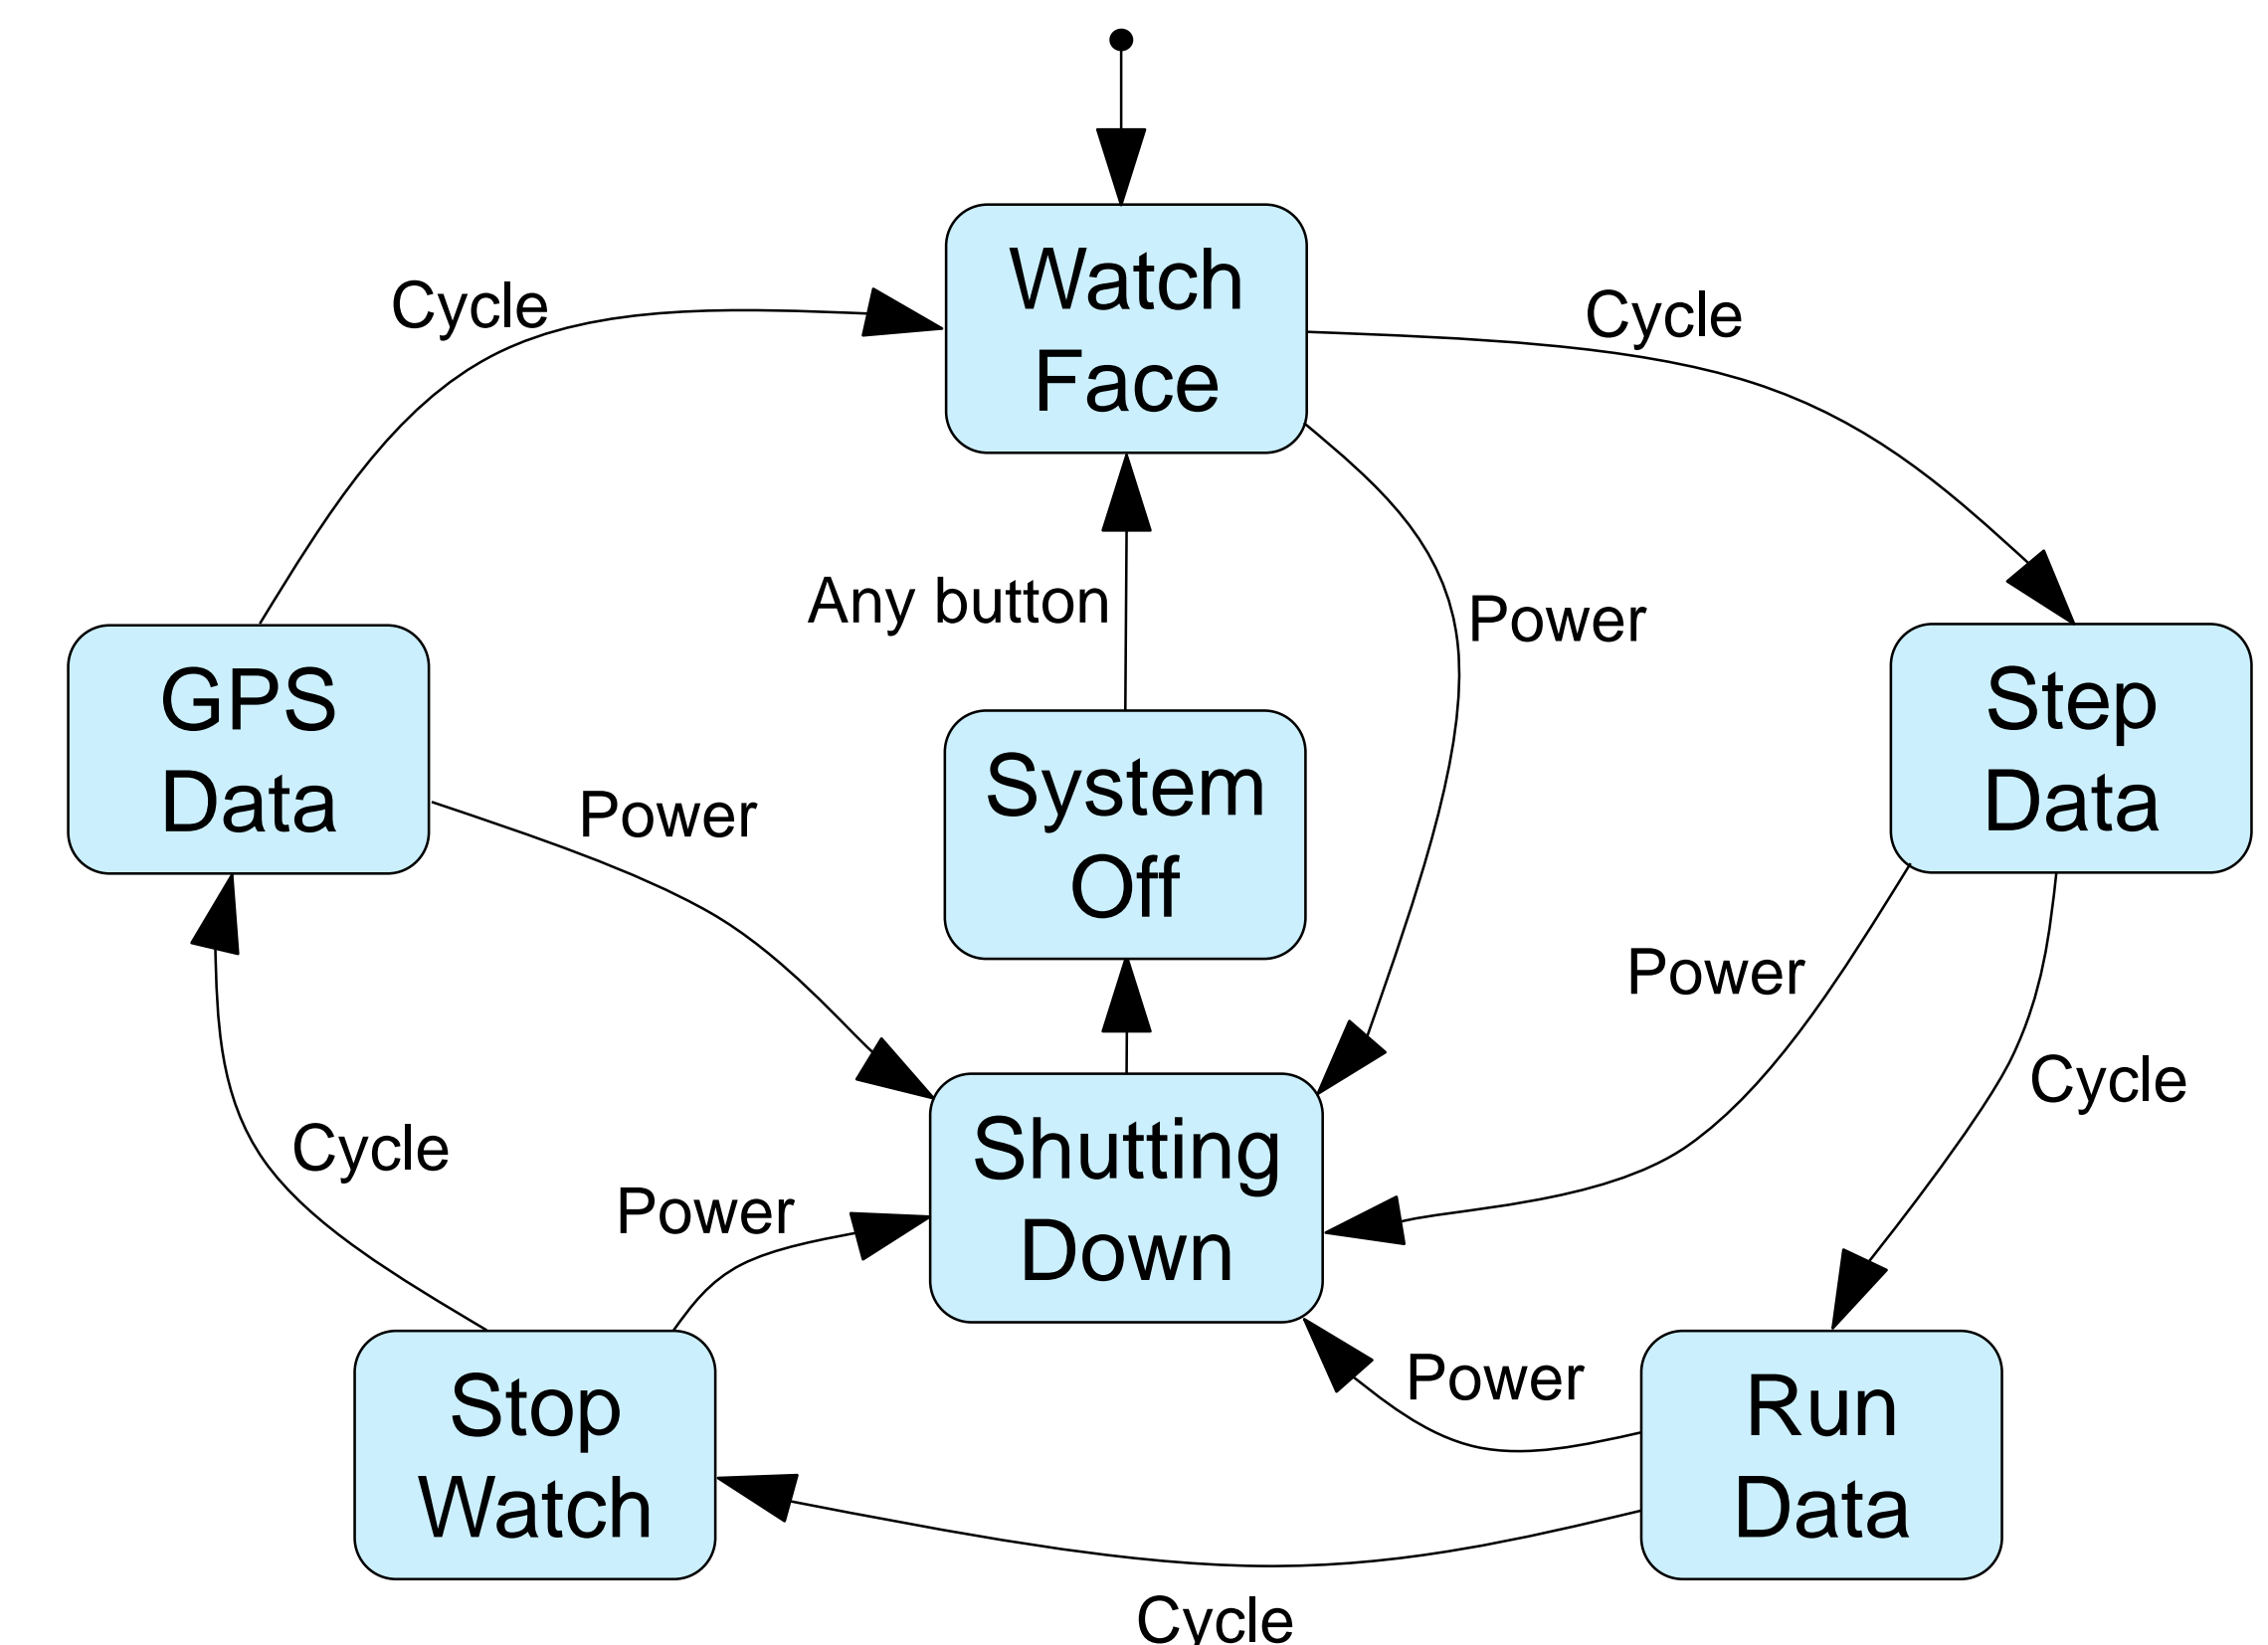 Watch
Face
Cycle
Cycle
Any button
Power
GPS
Data
System
Off
Step
Data
Power
Power
Shutting
Down
Cycle
Cycle
Power
Power
Stop
Watch
Run
Data
Cycle